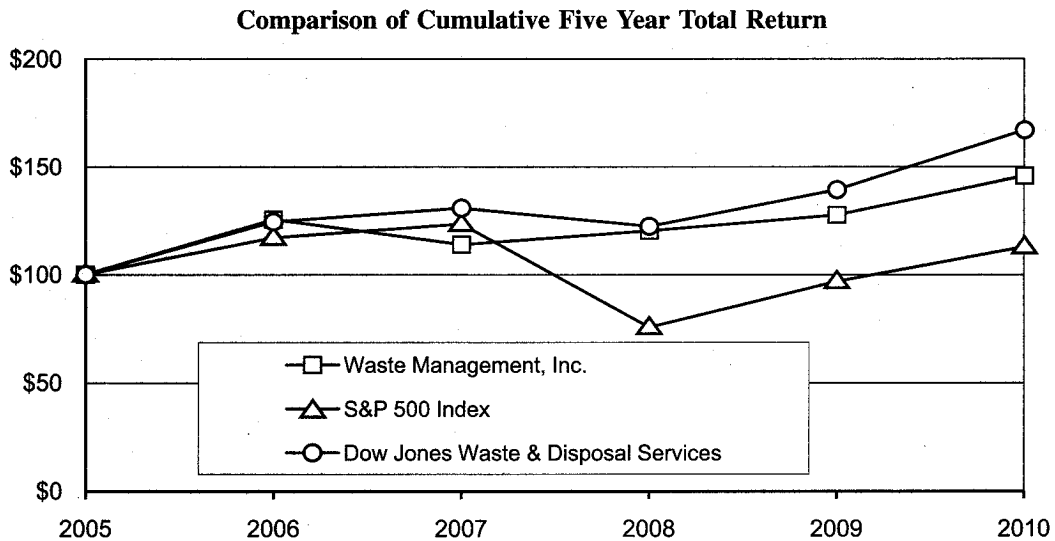 Comparison of Cumulative Five Year Total Return
$200
$150
$100
$50
$0
Waste Management, Inc.
S&P 500 Index
Dow Jones Waste & Disposal Services
2005 2006 2007 2008 2009 2010